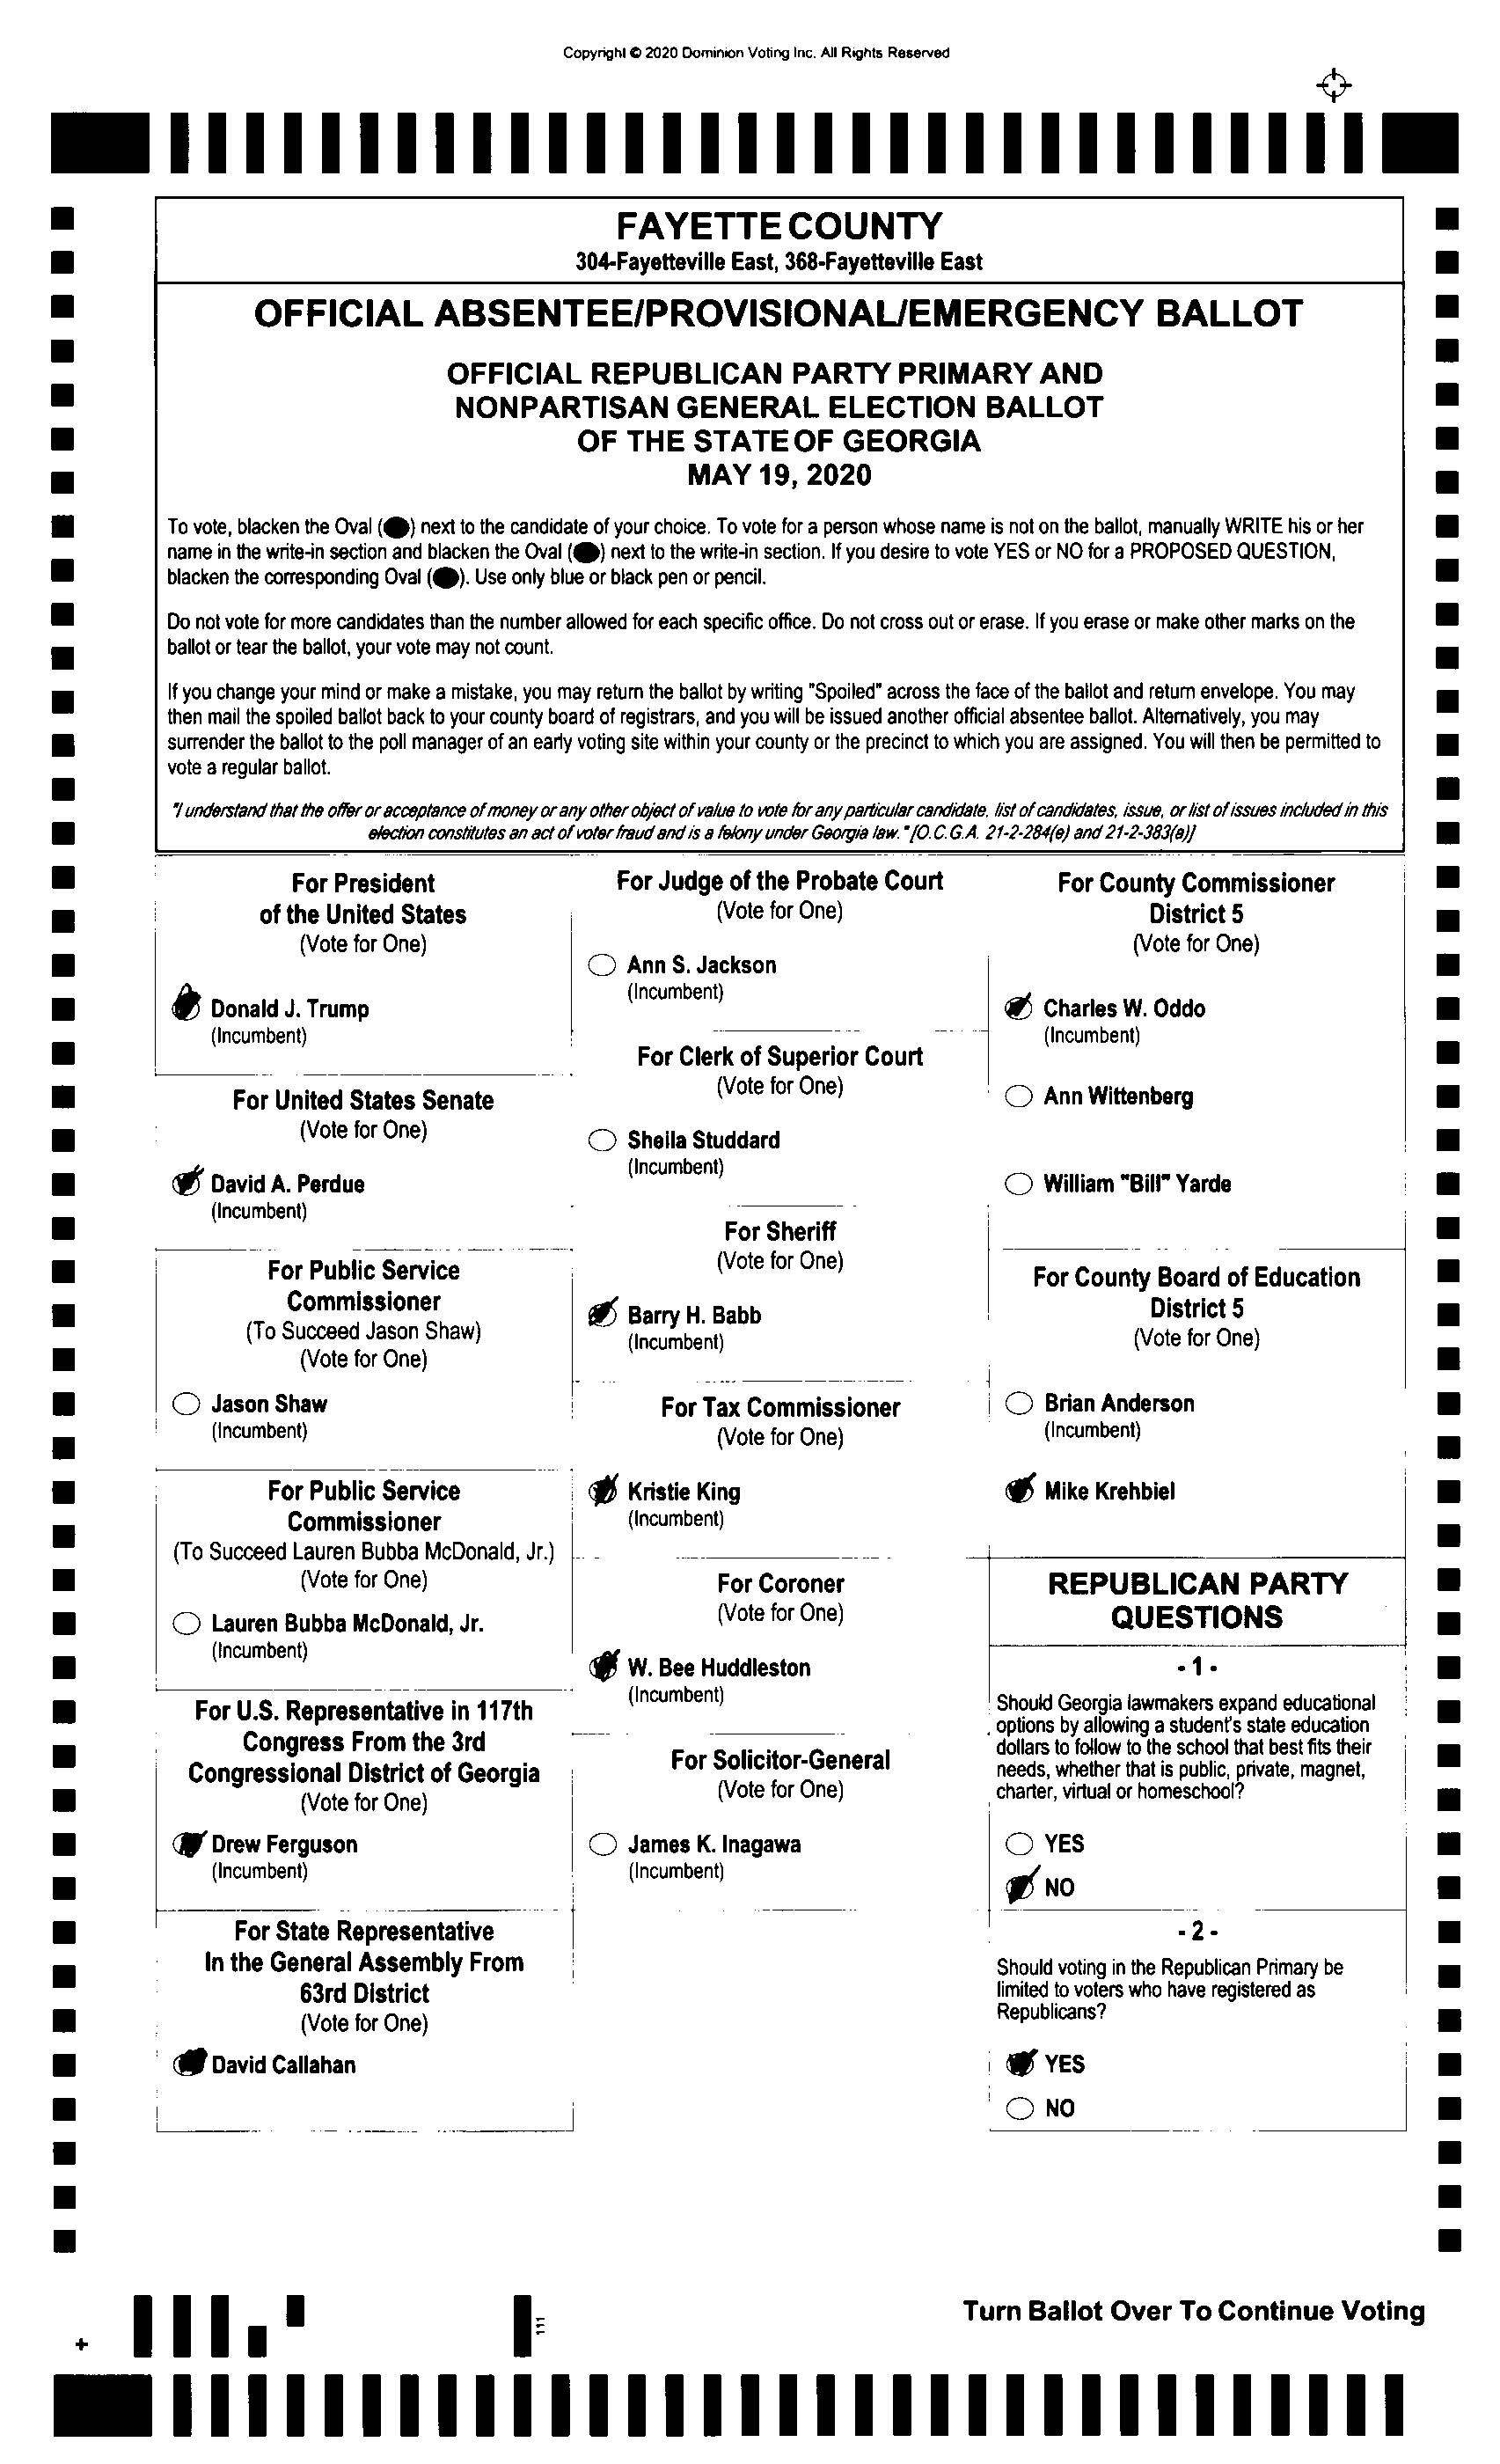 Copyright © 2020 Dominion Voting Inc. All Rights Reserved
FAYETTE COUNTY
304-Fayetteville East, 368-Fayetteville East
OFFICIAL ABSENTEE/PROVISIONAL/EMERGENCY BALLOT
OFFICIAL REPUBLICAN PARTY PRIMARY AND
NONPARTISAN GENERAL ELECTION BALLOT
OF THE STATE OF GEORGIA
MAY 19, 2020
To vote, blacken the Oval (●) next to the candidate of your choice. To vote for a person whose name is not on the ballot, manually WRITE his or her
name in the write-in section and blacken the Oval (●) next to the write-in section. If you desire to vote YES or NO for a PROPOSED QUESTION,
blacken the corresponding Oval (●). Use only blue or black pen or pencil.
Do not vote for more candidates than the number allowed for each specific office. Do not cross out or erase. If you erase or make other marks on the
ballot or tear the ballot, your vote may not count.
If you change your mind or make a mistake, you may return the ballot by writing "Spoiled" across the face of the ballot and return envelope. You may
then mail the spoiled ballot back to your county board of registrars, and you will be issued another official absentee ballot. Alternatively, you may
surrender the ballot to the poll manager of an early voting site within your county or the precinct to which you are assigned. You will then be permitted to
vote a regular ballot.
"I understand that the offer or acceptance of money or any other object of value to vote for any particular candidate, list of candidates, issue, or list of issues included in this
election constitutes an act of voter fraud and is a felony under Georgia law." [O.C.G.A. 21-2-284(e) and 21-2-383(a)]
For President
of the United States
(Vote for One)
Donald J. Trump
(Incumbent)
For United States Senate
(Vote for One)
David A. Perdue
(Incumbent)
For Public Service
Commissioner
(To Succeed Jason Shaw)
(Vote for One)
Jason Shaw
(Incumbent)
For Public Service
Commissioner
(To Succeed Lauren Bubba McDonald, Jr.)
(Vote for One)
Lauren Bubba McDonald, Jr.
(Incumbent)
For U.S. Representative in 117th
Congress From the 3rd
Congressional District of Georgia
(Vote for One)
Drew Ferguson
(Incumbent)
For State Representative
In the General Assembly From
63rd District
(Vote for One)
David Callahan
For Judge of the Probate Court
(Vote for One)
Ann S. Jackson
(Incumbent)
For Clerk of Superior Court
(Vote for One)
Sheila Studdard
(Incumbent)
For Sheriff
(Vote for One)
Barry H. Babb
(Incumbent)
For Tax Commissioner
(Vote for One)
Kristie King
(Incumbent)
For Coroner
(Vote for One)
W. Bee Huddleston
(Incumbent)
For Solicitor-General
(Vote for One)
James K. Inagawa
(Incumbent)
For County Commissioner
District 5
(Vote for One)
Charles W. Oddo
(Incumbent)
Ann Wittenberg
William "Bill" Yarde
For County Board of Education
District 5
(Vote for One)
Brian Anderson
(Incumbent)
Mike Krehbiel
REPUBLICAN PARTY
QUESTIONS
- 1 -
Should Georgia lawmakers expand educational
options by allowing a student's state education
dollars to follow to the school that best fits their
needs, whether that is public, private, magnet,
charter, virtual or homeschool?
YES
NO
- 2 -
Should voting in the Republican Primary be
limited to voters who have registered as
Republicans?
YES
NO
Turn Ballot Over To Continue Voting
111
+